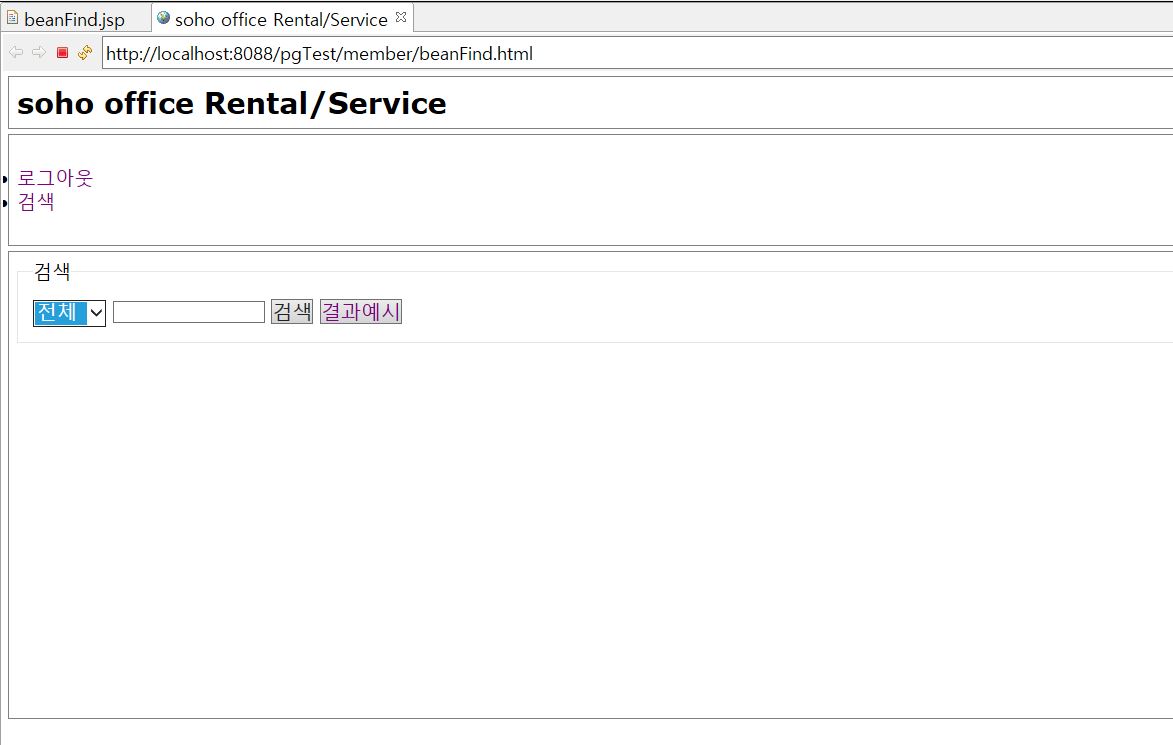 beanFind.jsp soho office Rental/Service
http://localhost:8088/pgTest/member/beanFind.html
soho office Rental/Service
로그아웃
검색
검색
전체 검색 결과예시